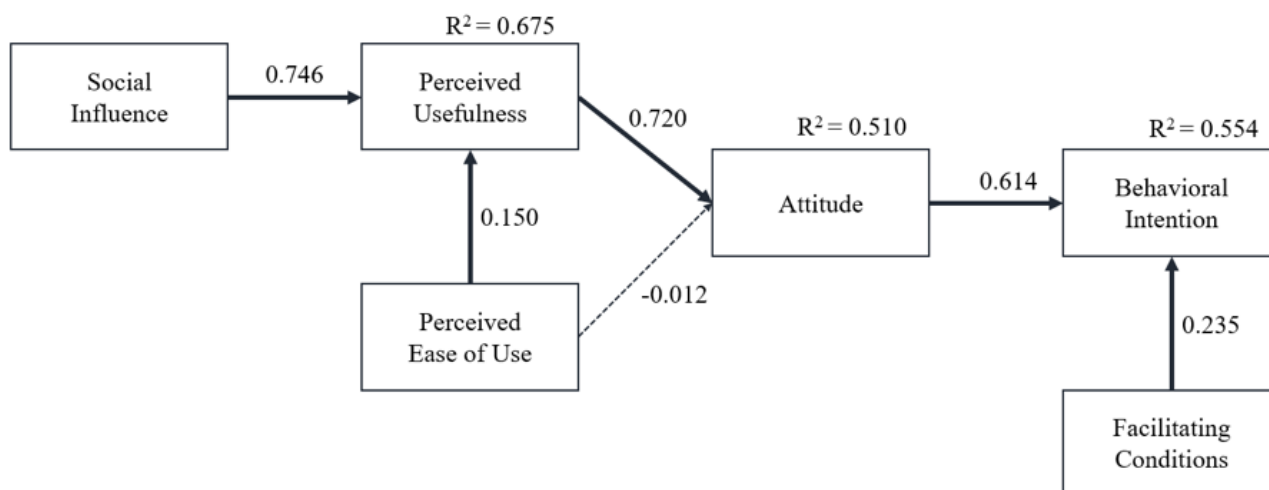 R² = 0.675
Social
Influence
0.746
Perceived
Usefulness
0.720
R² = 0.510
R² = 0.554
Attitude
0.614
Behavioral
Intention
0.150
-0.012
Perceived
Ease of Use
0.235
Facilitating
Conditions